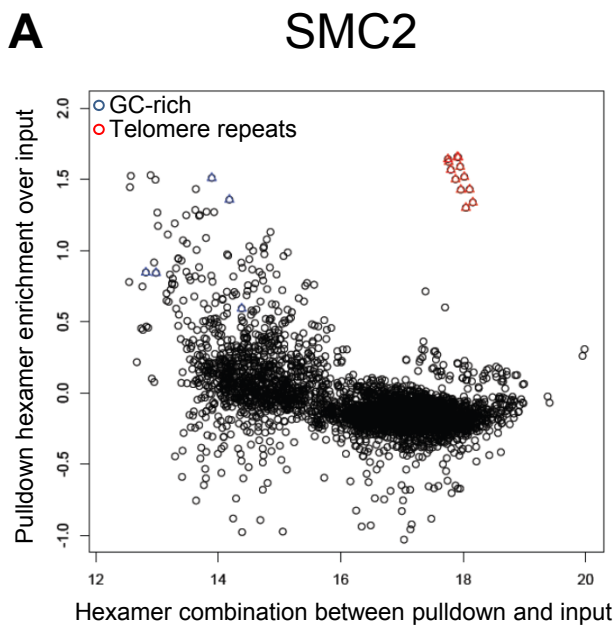 A
SMC2
Pulldown hexamer enrichment over input
2.0
1.5
1.0
0.5
0.0
-0.5
-1.0
GC-rich
Telomere repeats
12 14 16 18 20
Hexamer combination between pulldown and input